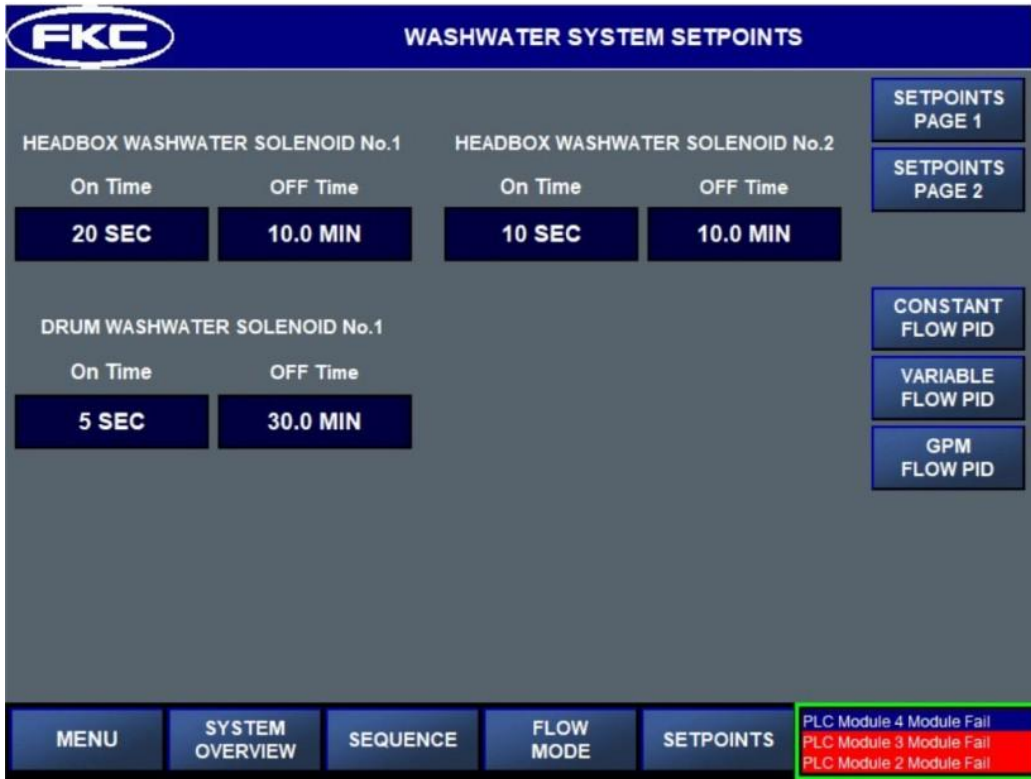 FKC
WASHWATER SYSTEM SETPOINTS
SETPOINTS
PAGE 1
SETPOINTS
PAGE 2
HEADBOX WASHWATER SOLENOID No.1
On Time
OFF Time
20 SEC
10.0 MIN
HEADBOX WASHWATER SOLENOID No.2
On Time
OFF Time
10 SEC
10.0 MIN
DRUM WASHWATER SOLENOID No.1
On Time
OFF Time
5 SEC
30.0 MIN
CONSTANT
FLOW PID
VARIABLE
FLOW PID
GPM
FLOW PID
MENU
SYSTEM
OVERVIEW
SEQUENCE
FLOW
MODE
SETPOINTS
PLC Module 4 Module Fail
PLC Module 3 Module Fail
PLC Module 2 Module Fail